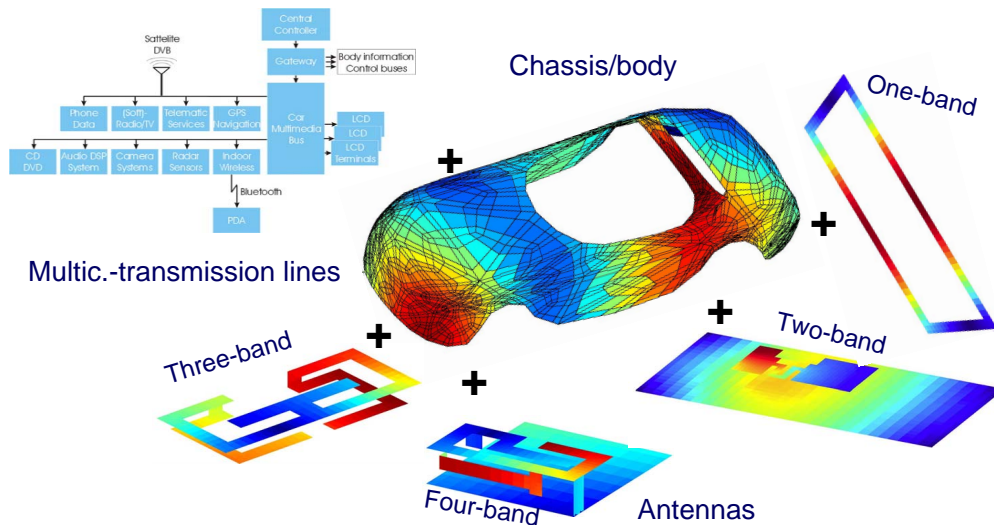 Central
Controller
Sattelite
DVB
Gateway
Body information
Control buses
Phone
Data
(Soft)-
Radio/TV
Telematic
Services
GPS
Navigation
Car
Multimedia
Bus
LCD
LCD
LCD
Terminals
CD
DVD
Audio DSP
System
Camera
Systems
Radar
Sensors
Indoor
Wireless
Bluetooth
PDA
Multic.-transmission lines
Chassis/body
One-band
+
+
+
+
+
Three-band
Two-band
Four-band
Antennas